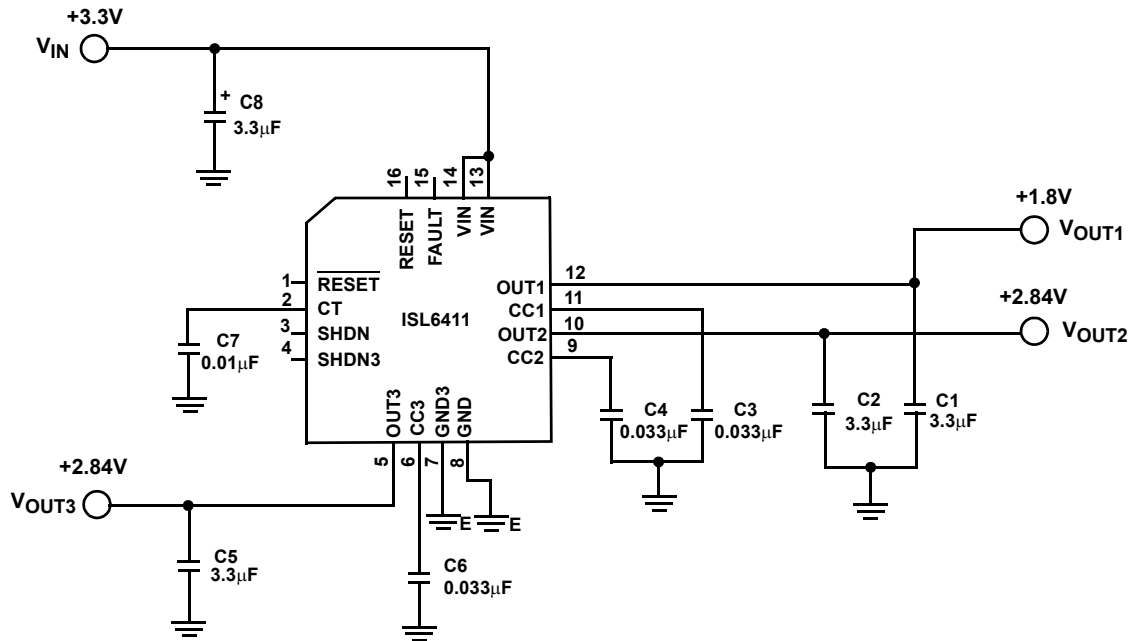 +3.3V
VIN
+
C8
3.3μF
16
15
14
13
RESET
FAULT
VIN
VIN
+1.8V
VOUT1
1
RESET
OUT1
12
2
CT
ISL6411
CC1
11
3
SHDN
OUT2
10
4
SHDN3
CC2
9
+2.84V
VOUT2
C7
0.01μF
OUT3
CC3
GND3
GND
5
6
7
8
C4
0.033μF
C3
0.033μF
C2
3.3μF
C1
3.3μF
+2.84V
VOUT3
E
E
C5
3.3μF
C6
0.033μF